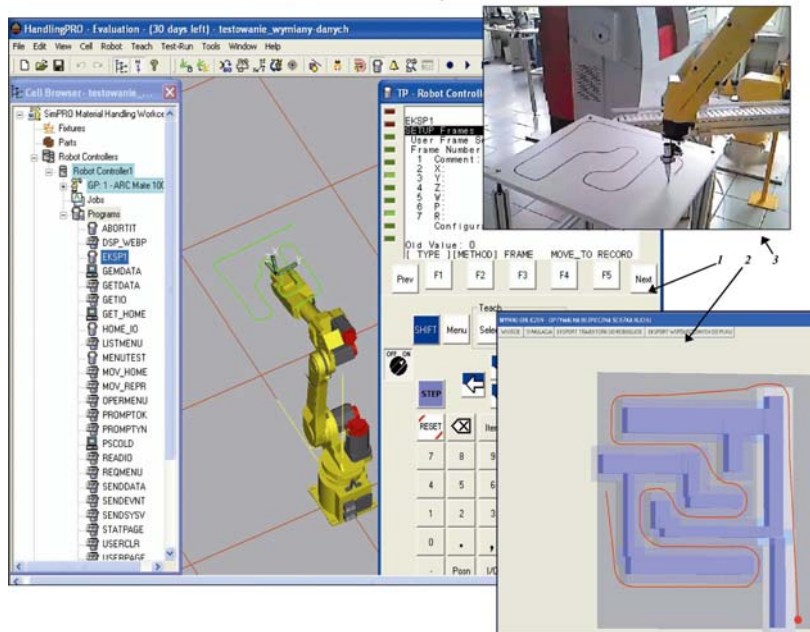 HandlingPRO - Evaluation - (30 days left) - testowanie_wymiany-danych
File Edit View Cell Robot Teach Test-Run Tools Window Help
Cell Browser- testowanie_...
SimPRO Material Handling Workce
Fixtures
Parts
Robot Controllers
Robot Controller1
GP: 1 - ARC Mate 100
Jobs
Programs
ABORTIT
DSP_WEBP
EKSP1
GEMDATA
GETDATA
GETIO
GET_HOME
HOME_IO
LISTMENU
MENUTEST
MOV_HOME
MOV_REPR
OPERMENU
PROMPTOK
PROMPTYN
PSCOLD
READIO
REQMENU
SENDDATA
SENDEVNT
SENDSYSV
STATPAGE
USERCLR
USERPAGE
TP - Robot Controll
EKSP1
SETUP Frames
User Frame S
Frame Number
1 Comment:
2 X:
3 Y:
4 Z:
5 W:
6 P:
7 R:
Configur
Old Value: 0
[ TYPE ][METHOD] FRAME MOVE_TO RECORD
Prev F1 F2 F3 F4 F5 Next
Teach
SHIFT Menu Selec
OFF ON
STEP
RESET Item
7 8 9
4 5 6
1 2 3
0 . ,
- Posn I/O
1 2 3